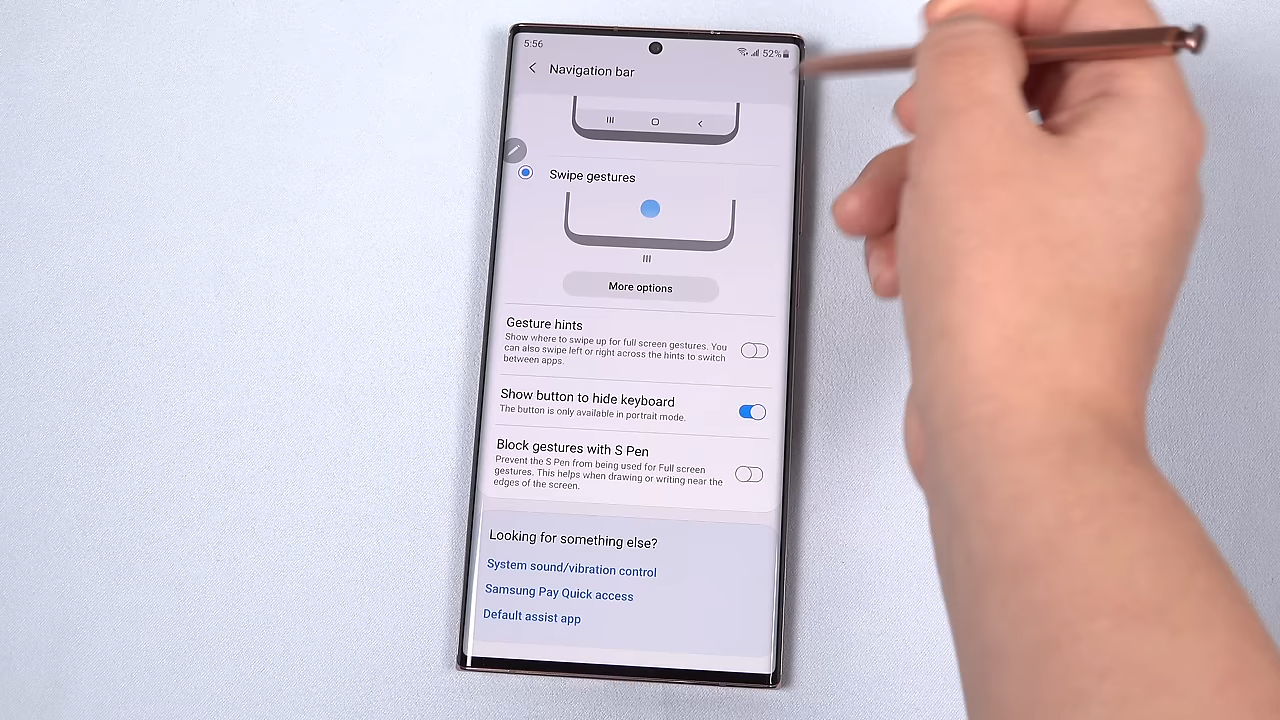 5:56
52%
Navigation bar
Swipe gestures
More options
Gesture hints
Show where to swipe up for full screen gestures. You
can also swipe left or right across the hints to switch
between apps.
Show button to hide keyboard
The button is only available in portrait mode.
Block gestures with S Pen
Prevent the S Pen from being used for Full screen
gestures. This helps when drawing or writing near the
edges of the screen.
Looking for something else?
System sound/vibration control
Samsung Pay Quick access
Default assist app